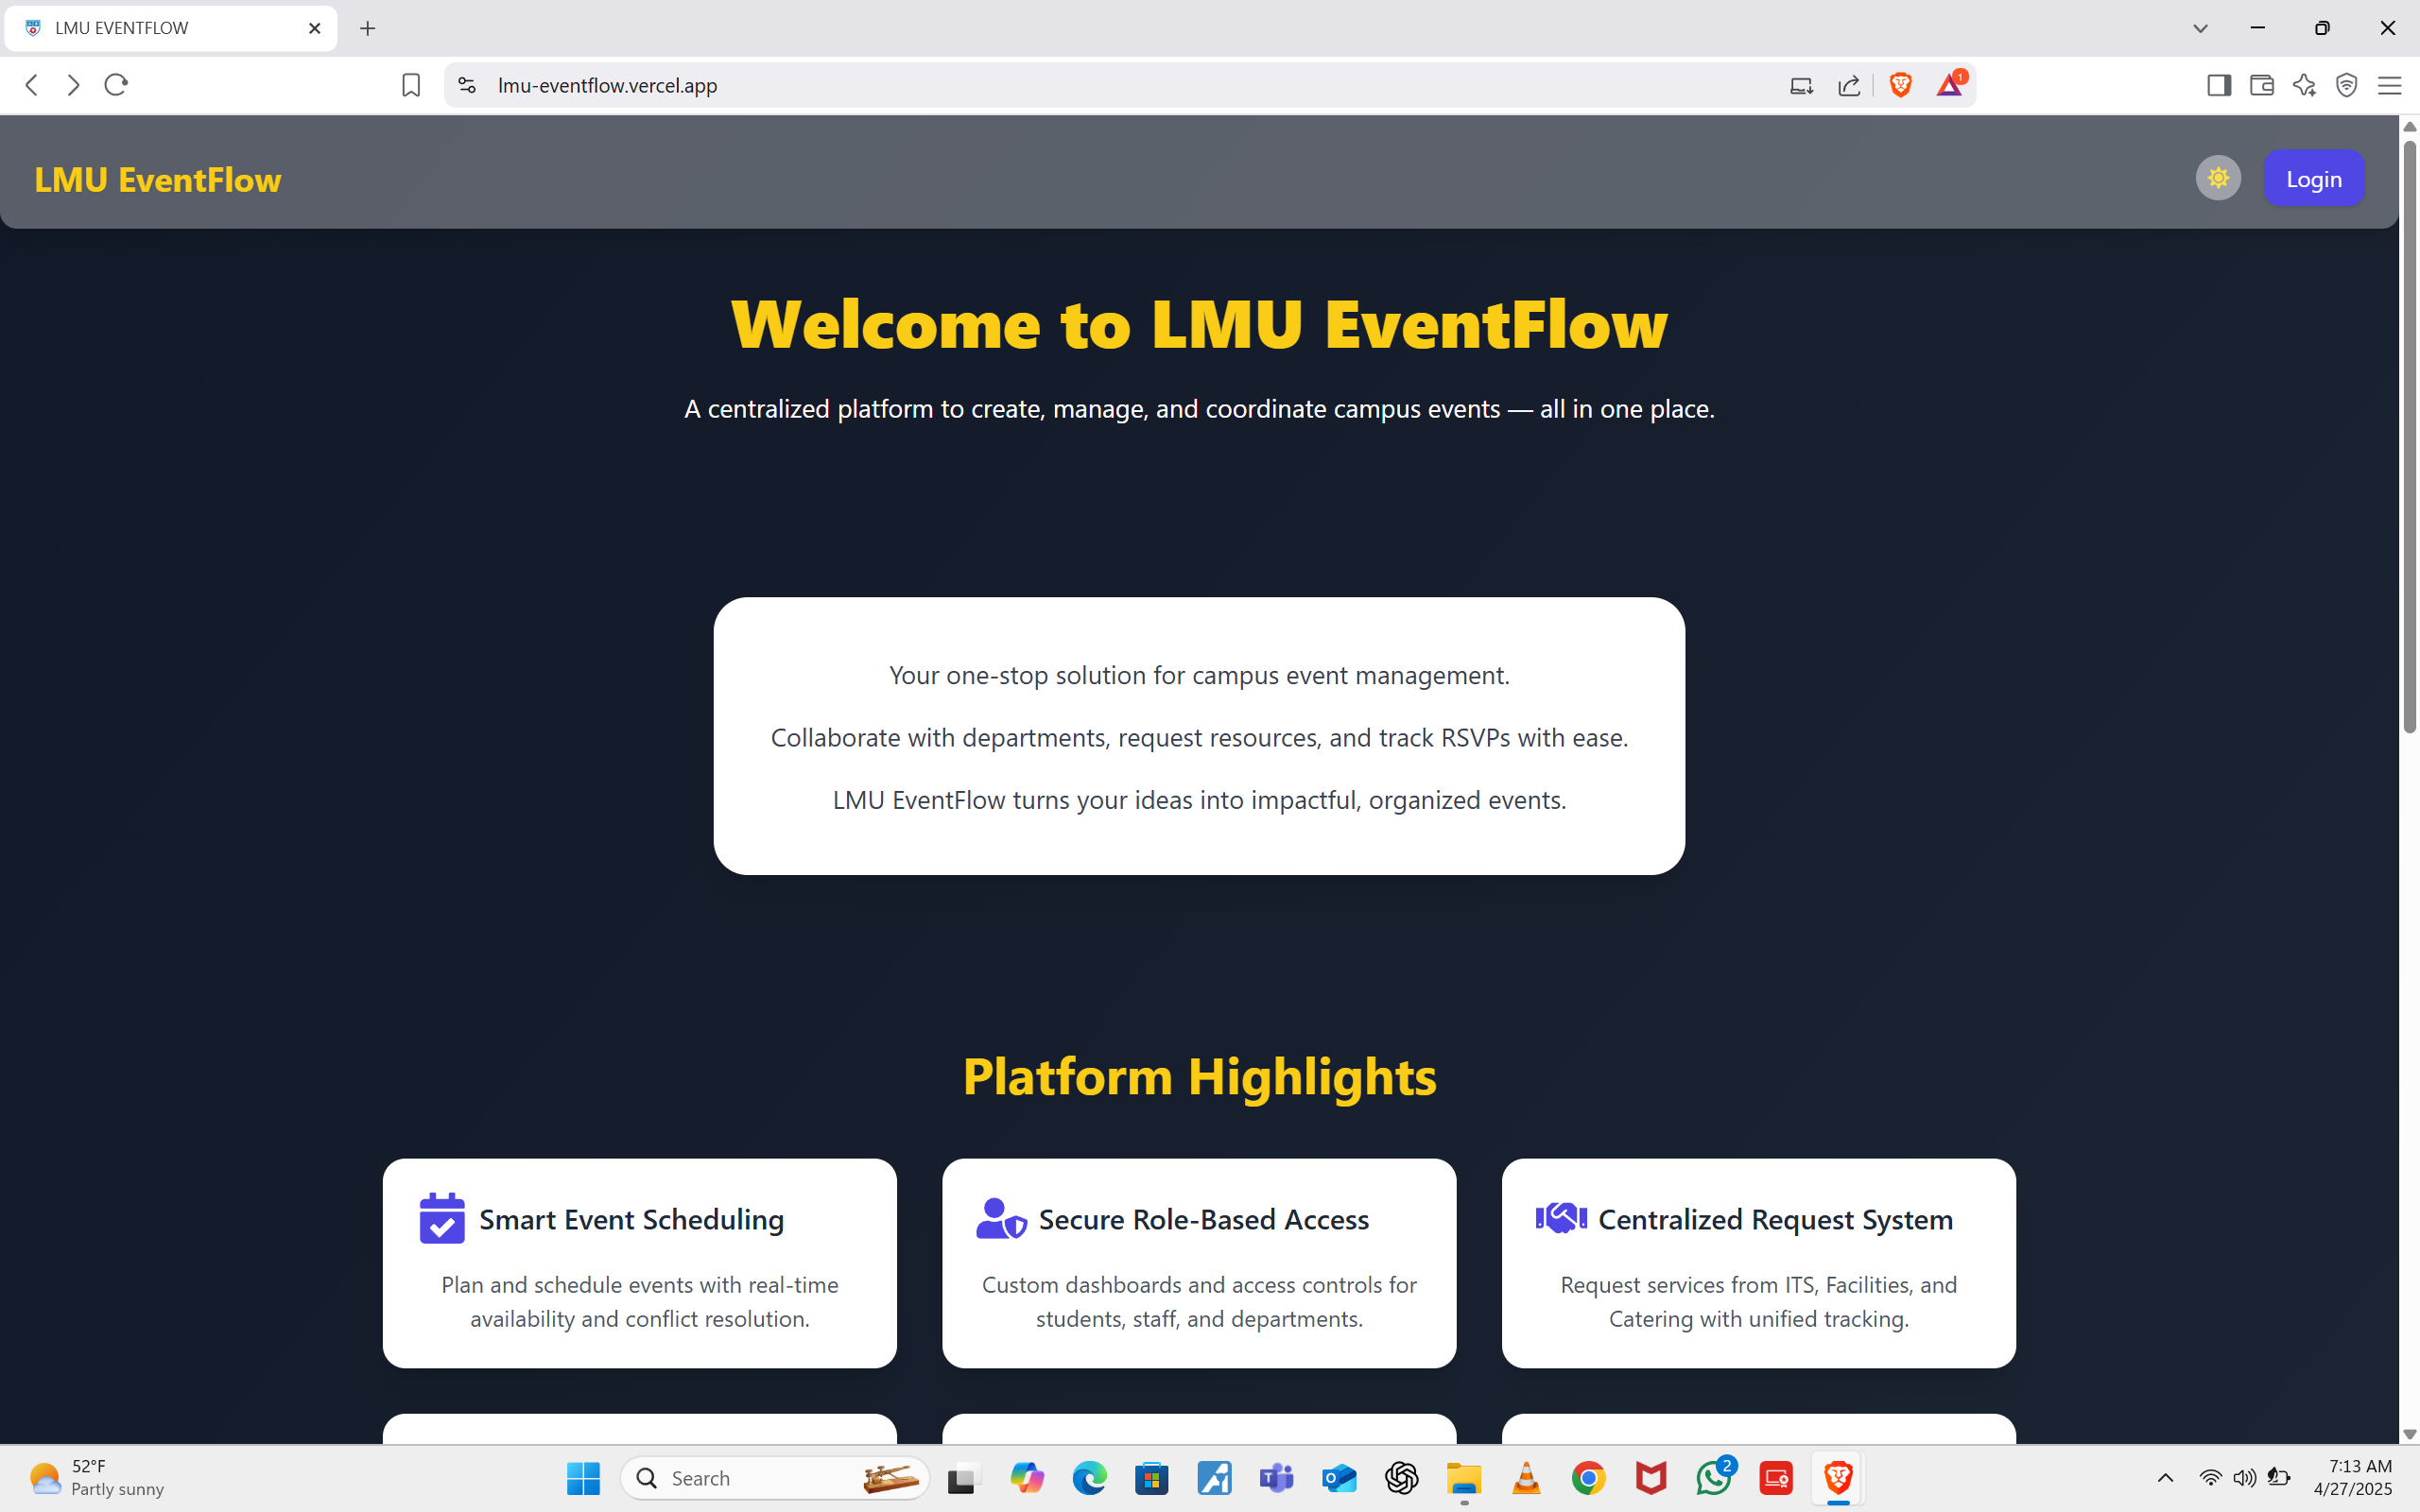 LMU EVENTFLOW
lmu-eventflow.vercel.app
1
LMU EventFlow
Login
Welcome to LMU EventFlow
A centralized platform to create, manage, and coordinate campus events — all in one place.
Your one-stop solution for campus event management.
Collaborate with departments, request resources, and track RSVPs with ease.
LMU EventFlow turns your ideas into impactful, organized events.
Platform Highlights
Smart Event Scheduling
Plan and schedule events with real-time
availability and conflict resolution.
Secure Role-Based Access
Custom dashboards and access controls for
students, staff, and departments.
Centralized Request System
Request services from ITS, Facilities, and
Catering with unified tracking.
52°F
Partly sunny
Search
2
7:13 AM
4/27/2025